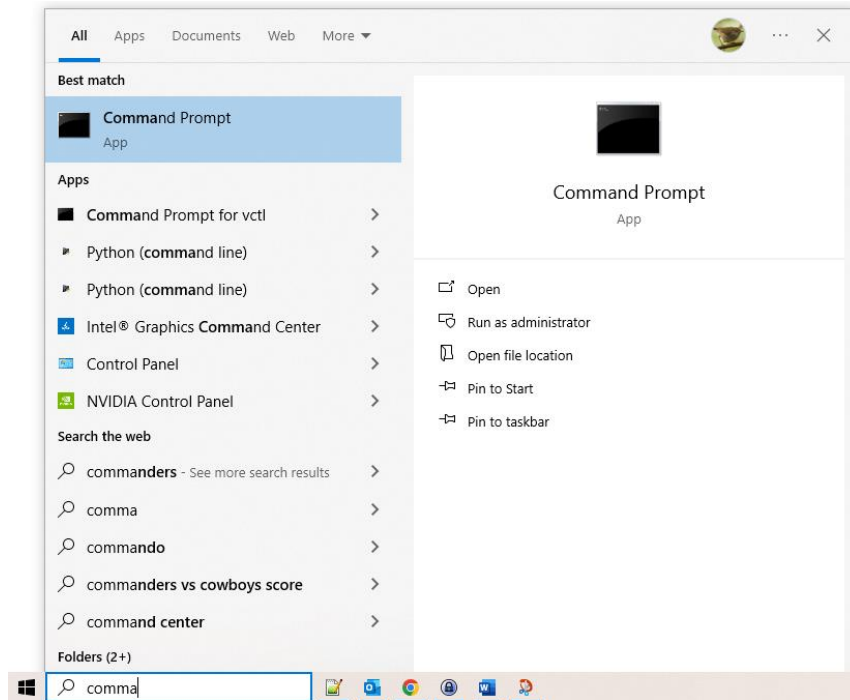 All Apps Documents Web More
Best match
Command Prompt
App
Apps
Command Prompt for vctl
Python (command line)
Python (command line)
Intel® Graphics Command Center
Control Panel
NVIDIA Control Panel
Search the web
commanders - See more search results
comma
commando
commanders vs cowboys score
command center
Folders (2+)
comma
Command Prompt
App
Open
Run as administrator
Open file location
Pin to Start
Pin to taskbar